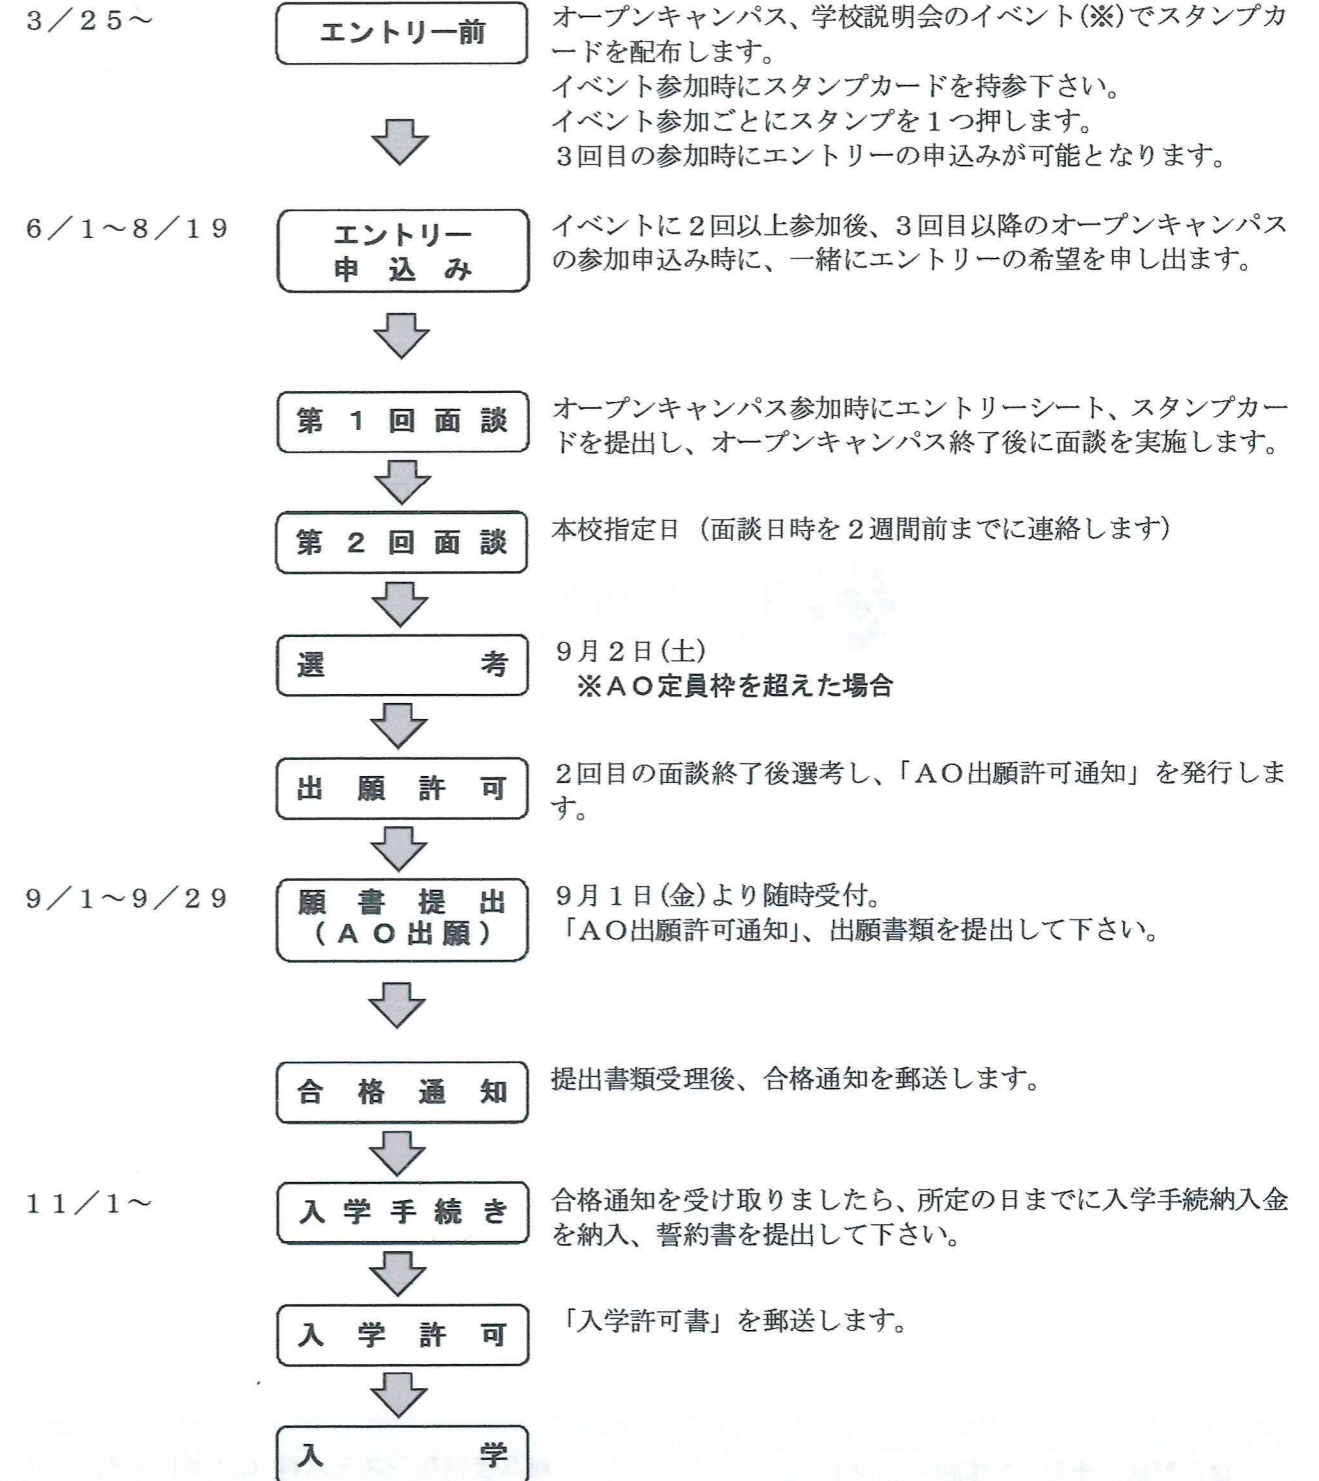 3／25～
エントリー前
オープンキャンパス、学校説明会のイベント(※)でスタンプカ
ードを配布します。
イベント参加時にスタンプカードを持参下さい。
イベント参加ごとにスタンプを１つ押します。
３回目の参加時にエントリーの申込みが可能となります。
6／1～8／19
エントリー
申込み
イベントに２回以上参加後、３回目以降のオープンキャンパス
の参加申込み時に、一緒にエントリーの希望を申し出ます。
第１回面談
オープンキャンパス参加時にエントリーシート、スタンプカー
ドを提出し、オープンキャンパス終了後に面談を実施します。
第２回面談
本校指定日（面談日時を２週間前までに連絡します）
選考
９月２日(土)
※ＡＯ定員枠を超えた場合
出願許可
２回目の面談終了後選考し、「ＡＯ出願許可通知」を発行しま
す。
9／1～9／29
願書提出
（ＡＯ出願）
９月１日(金)より随時受付。
「ＡＯ出願許可通知」、出願書類を提出して下さい。
合格通知
提出書類受理後、合格通知を郵送します。
11／1～
入学手続き
合格通知を受け取りましたら、所定の日までに入学手続納入金
を納入、誓約書を提出して下さい。
入学許可
「入学許可書」を郵送します。
入学